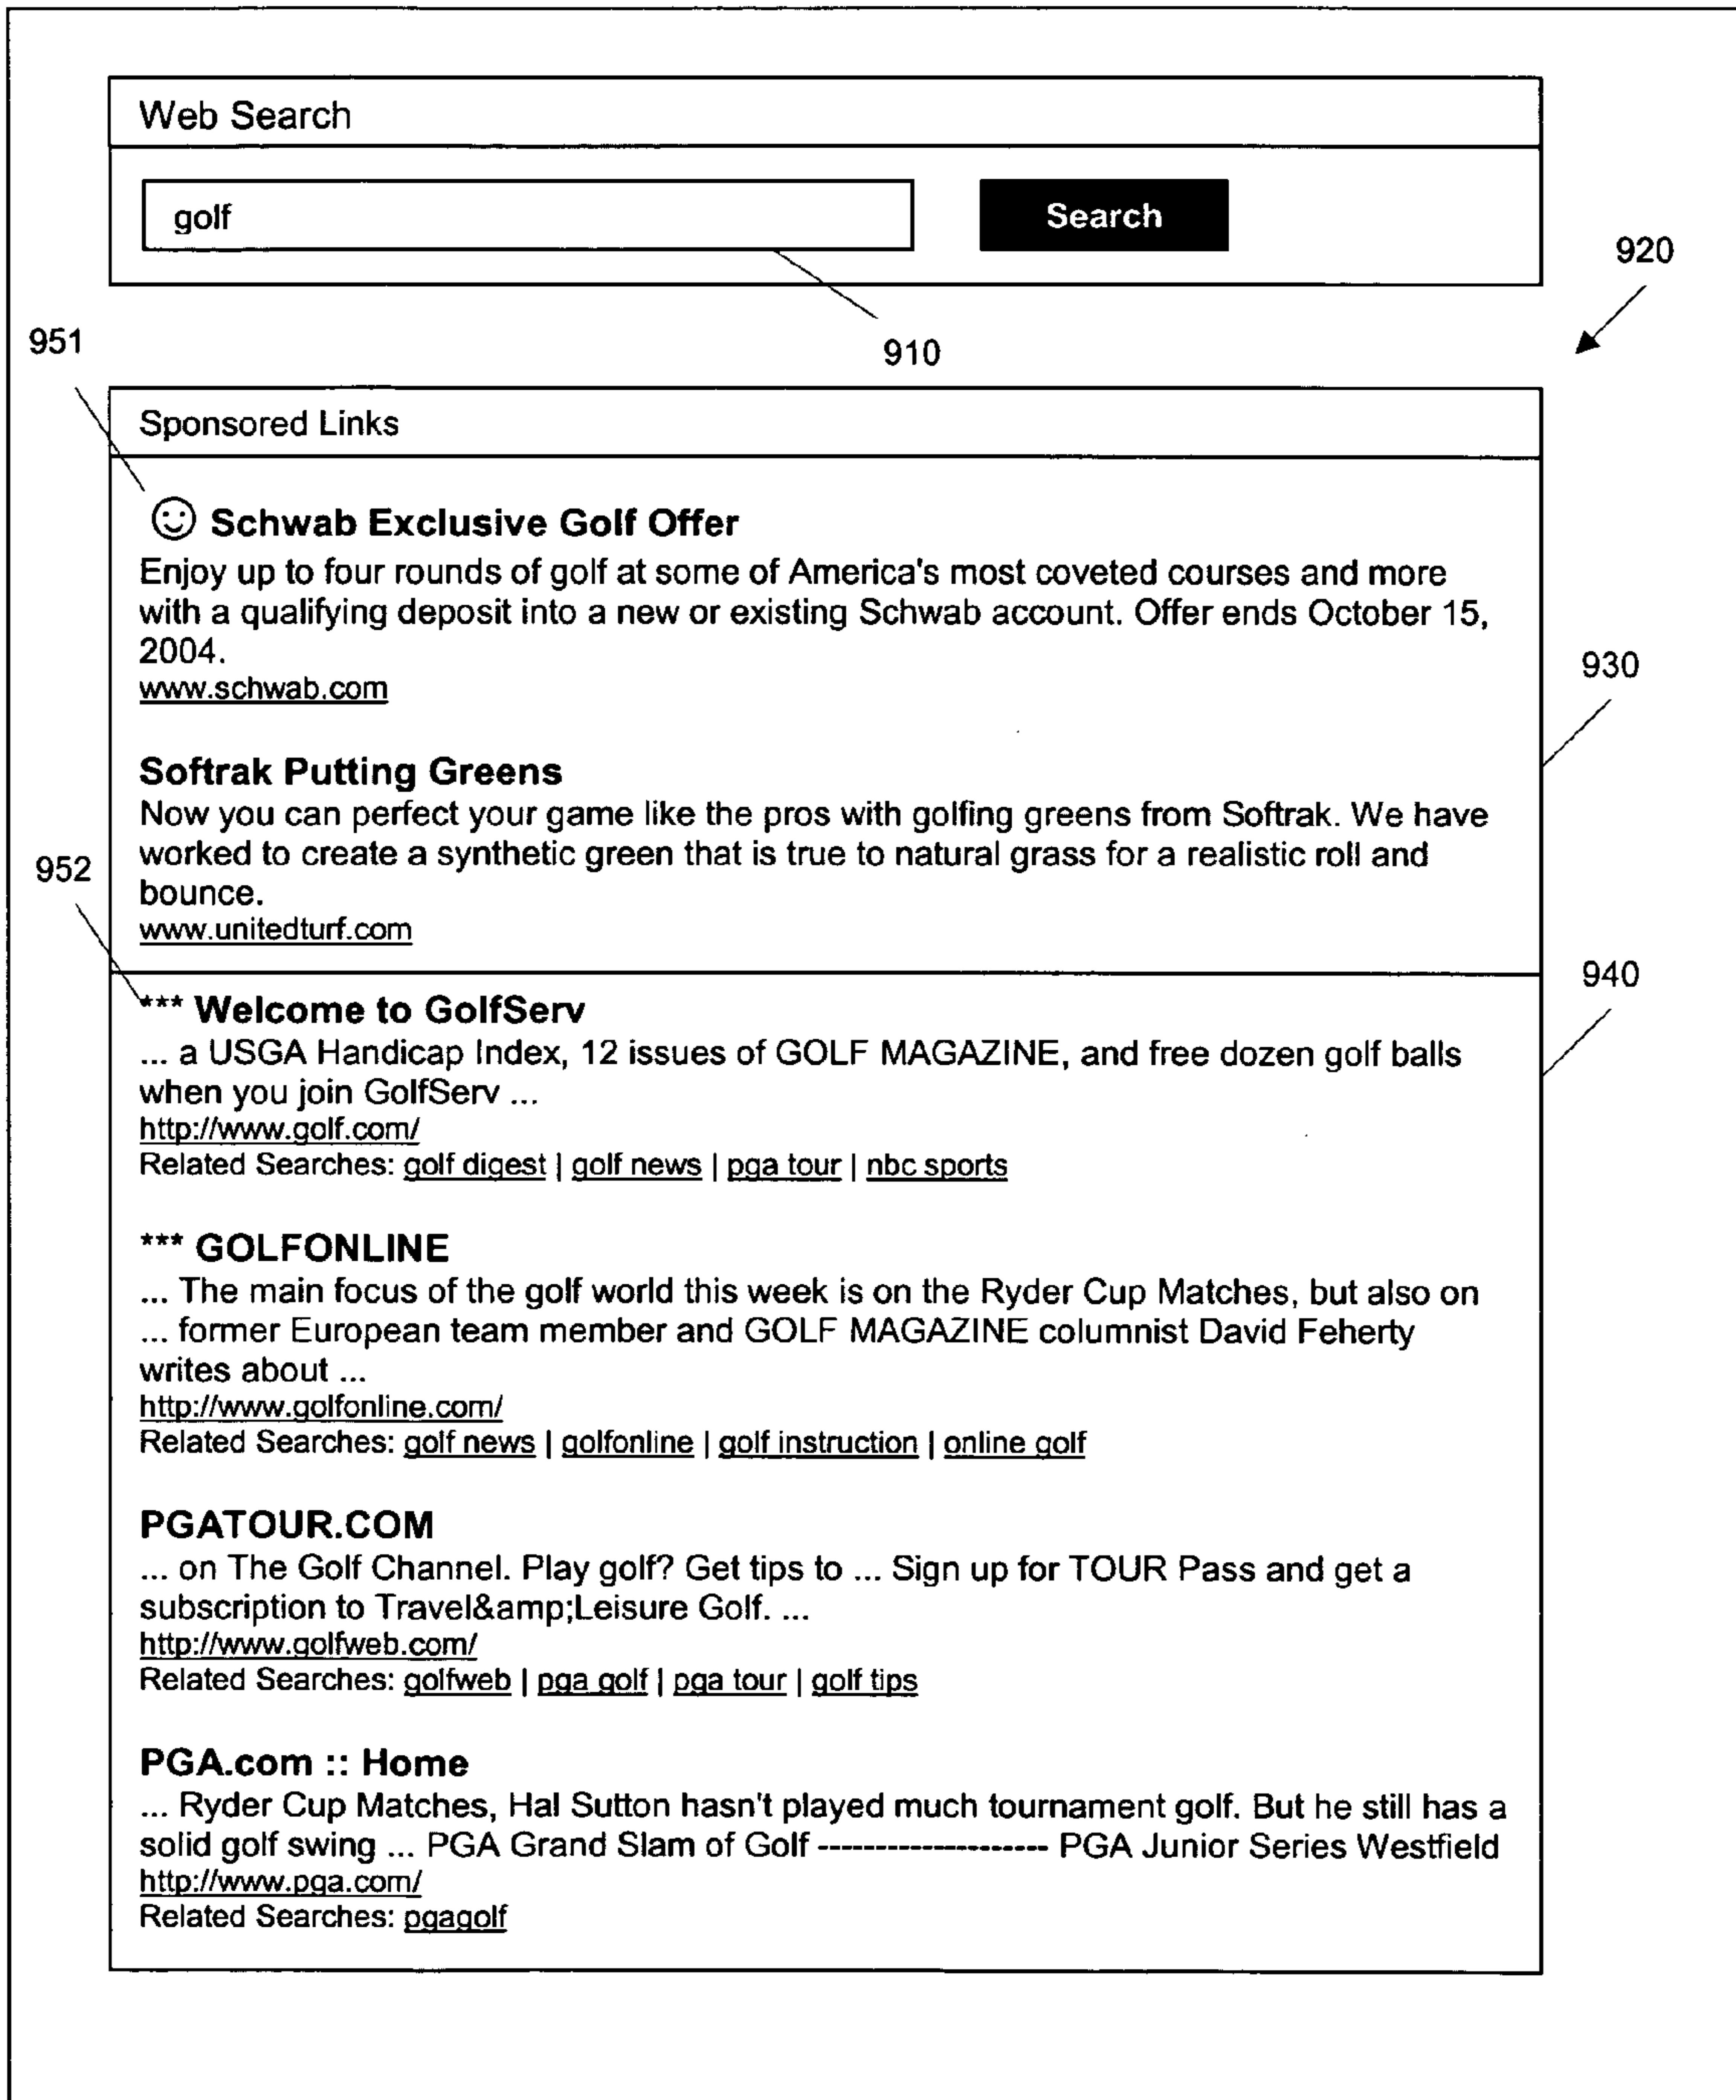 Web Search
golf
Search
920
951
910
Sponsored Links
☺ Schwab Exclusive Golf Offer
Enjoy up to four rounds of golf at some of America's most coveted courses and more
with a qualifying deposit into a new or existing Schwab account. Offer ends October 15,
2004.
www.schwab.com
930
Softrak Putting Greens
Now you can perfect your game like the pros with golfing greens from Softrak. We have
worked to create a synthetic green that is true to natural grass for a realistic roll and
952
bounce.
www.unitedturf.com
940
*** Welcome to GolfServ
... a USGA Handicap Index, 12 issues of GOLF MAGAZINE, and free dozen golf balls
when you join GolfServ ...
http://www.golf.com/
Related Searches: golf digest | golf news | pga tour | nbc sports
*** GOLFONLINE
... The main focus of the golf world this week is on the Ryder Cup Matches, but also on
... former European team member and GOLF MAGAZINE columnist David Feherty
writes about ...
http://www.golfonline.com/
Related Searches: golf news | golfonline | golf instruction | online golf
PGATOUR.COM
... on The Golf Channel. Play golf? Get tips to ... Sign up for TOUR Pass and get a
subscription to Travel&amp;Leisure Golf. ...
http://www.golfweb.com/
Related Searches: golfweb | pga golf | pga tour | golf tips
PGA.com :: Home
... Ryder Cup Matches, Hal Sutton hasn't played much tournament golf. But he still has a
solid golf swing ... PGA Grand Slam of Golf -------------------- PGA Junior Series Westfield
http://www.pga.com/
Related Searches: pgagolf